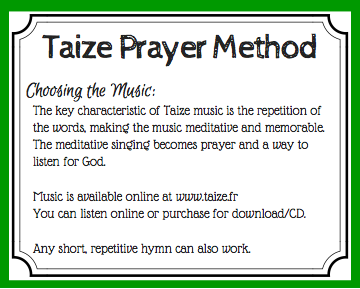 Taize Prayer Method
Choosing the Music:
The key characteristic of Taize music is the repetition of
the words, making the music meditative and memorable.
The meditative singing becomes prayer and a way to
listen for God.
Music is available online at www.taize.fr
You can listen online or purchase for download/CD.
Any short, repetitive hymn can also work.